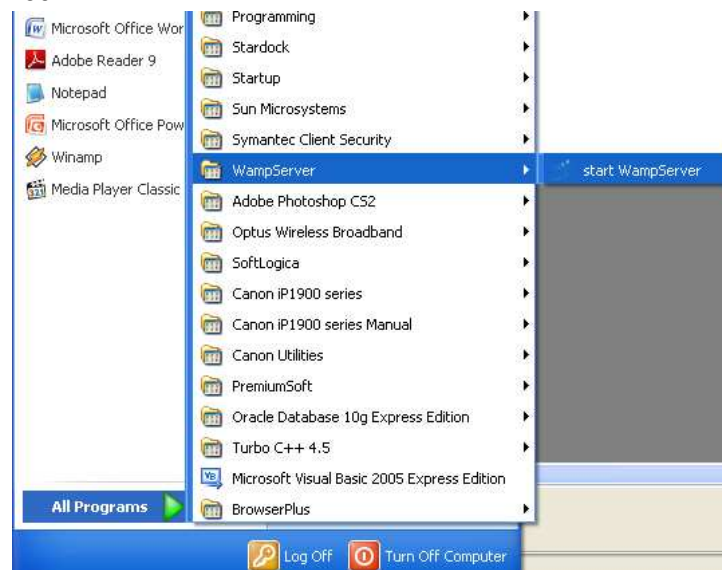 Microsoft Office Wor
Adobe Reader 9
Notepad
Microsoft Office Pow
Winamp
Media Player Classic
All Programs
Programming
Stardock
Startup
Sun Microsystems
Symantec Client Security
WampServer
Adobe Photoshop CS2
Optus Wireless Broadband
SoftLogica
Canon iP1900 series
Canon iP1900 series Manual
Canon Utilities
PremiumSoft
Oracle Database 10g Express Edition
Turbo C++ 4.5
Microsoft Visual Basic 2005 Express Edition
BrowserPlus
start WampServer
Log Off
Turn Off Computer